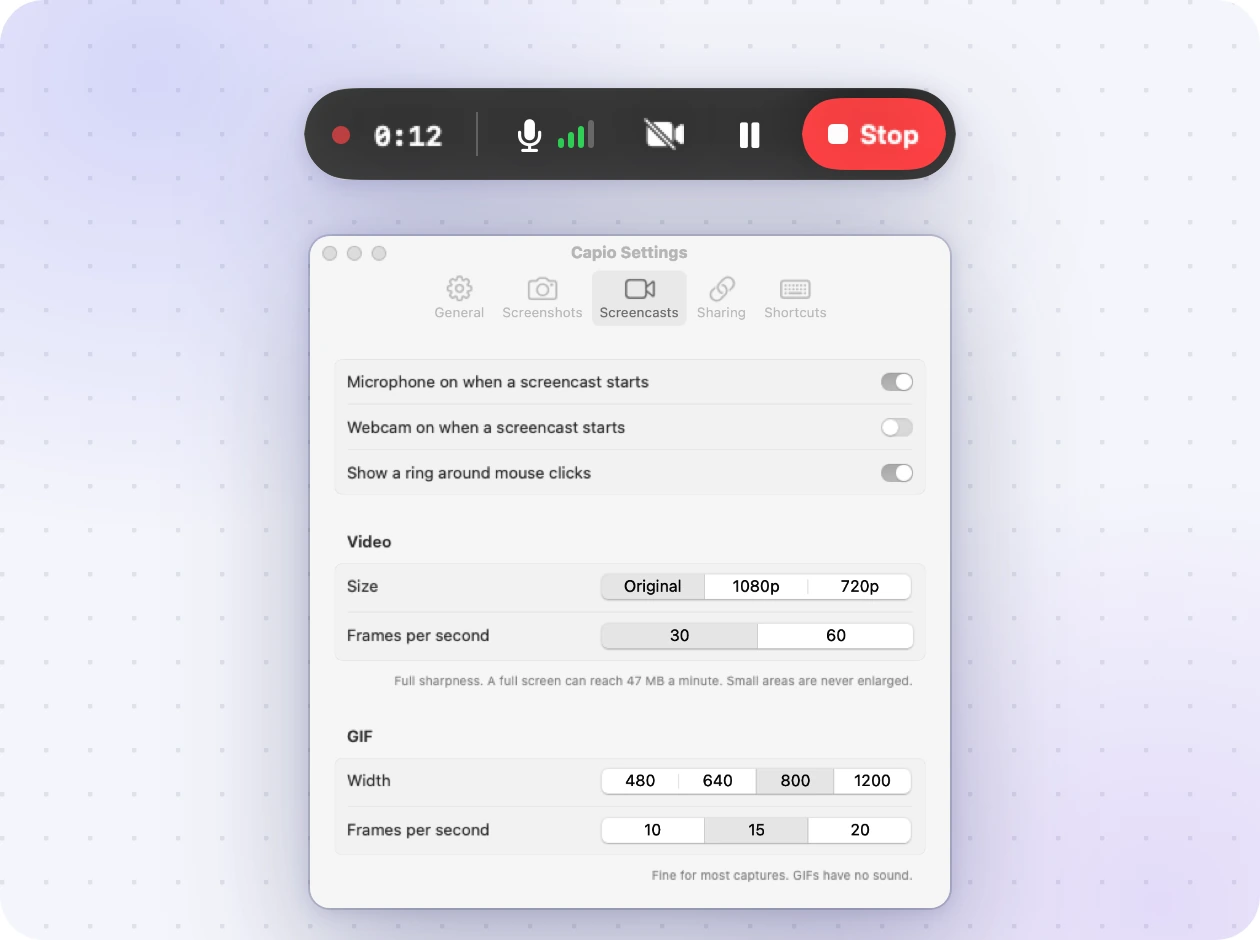 0:12 Stop
Capio Settings
General Screenshots Screencasts Sharing Shortcuts
Microphone on when a screencast starts
Webcam on when a screencast starts
Show a ring around mouse clicks
Video
Size Original 1080p 720p
Frames per second 30 60
Full sharpness. A full screen can reach 47 MB a minute. Small areas are never enlarged.
GIF
Width 480 640 800 1200
Frames per second 10 15 20
Fine for most captures. GIFs have no sound.